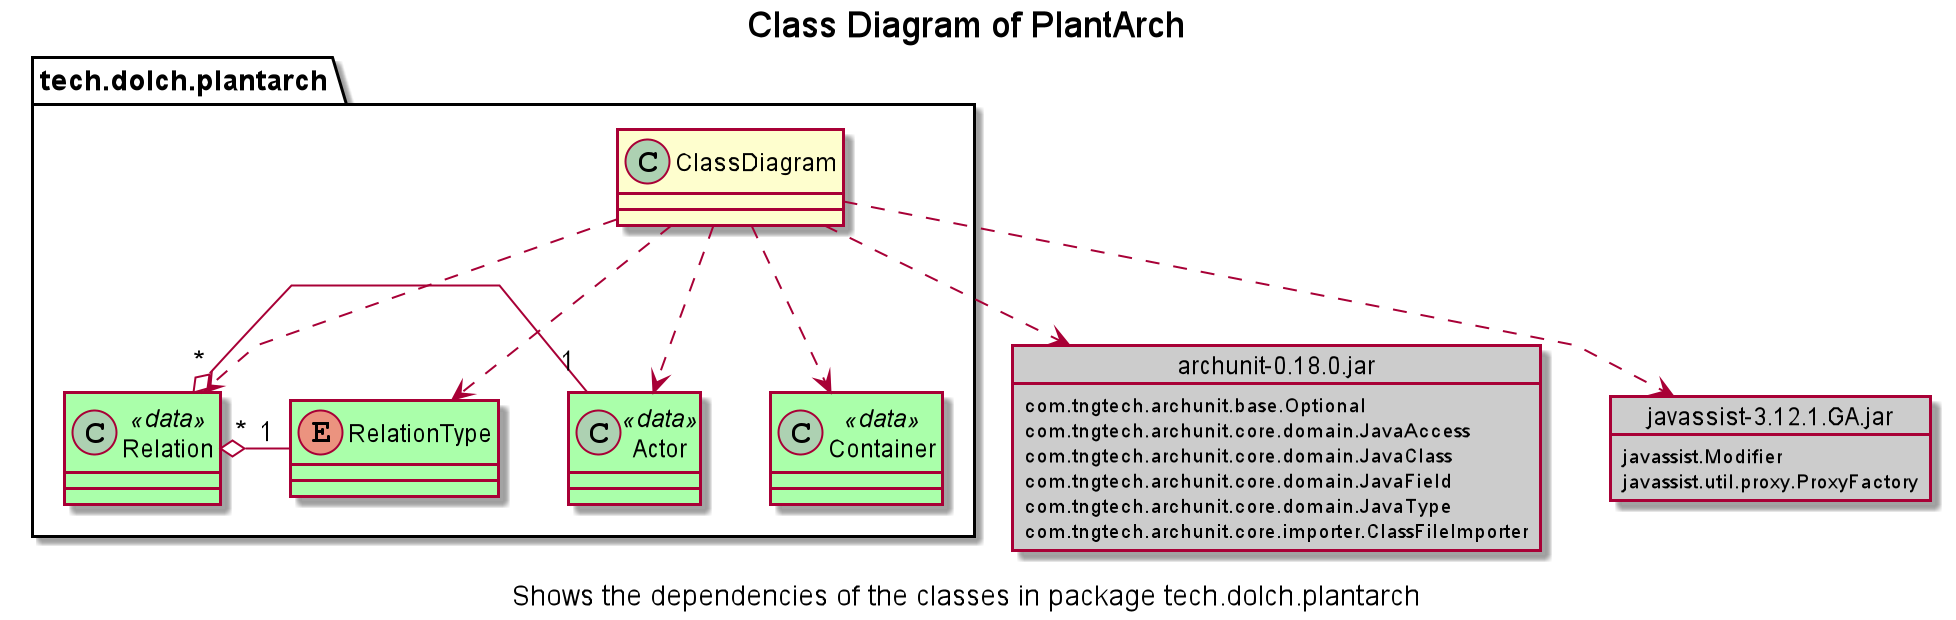 Class Diagram of PlantArch
tech.dolch.plantarch
C ClassDiagram
*
1
C «data»
Relation
* 1
E RelationType
C «data»
Actor
C «data»
Container
archunit-0.18.0.jar
com.tngtech.archunit.base.Optional
com.tngtech.archunit.core.domain.JavaAccess
com.tngtech.archunit.core.domain.JavaClass
com.tngtech.archunit.core.domain.JavaField
com.tngtech.archunit.core.domain.JavaType
com.tngtech.archunit.core.importer.ClassFileImporter
javassist-3.12.1.GA.jar
javassist.Modifier
javassist.util.proxy.ProxyFactory
Shows the dependencies of the classes in package tech.dolch.plantarch